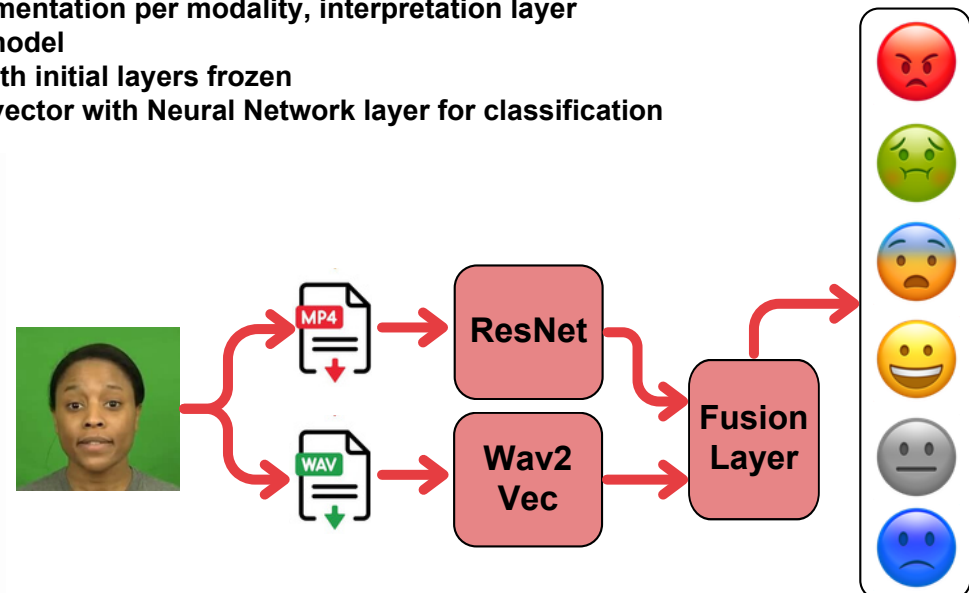 mentation per modality, interpretation layer
model
th initial layers frozen
vector with Neural Network layer for classification
MP4
ResNet
WAV
Wav2
Vec
Fusion
Layer